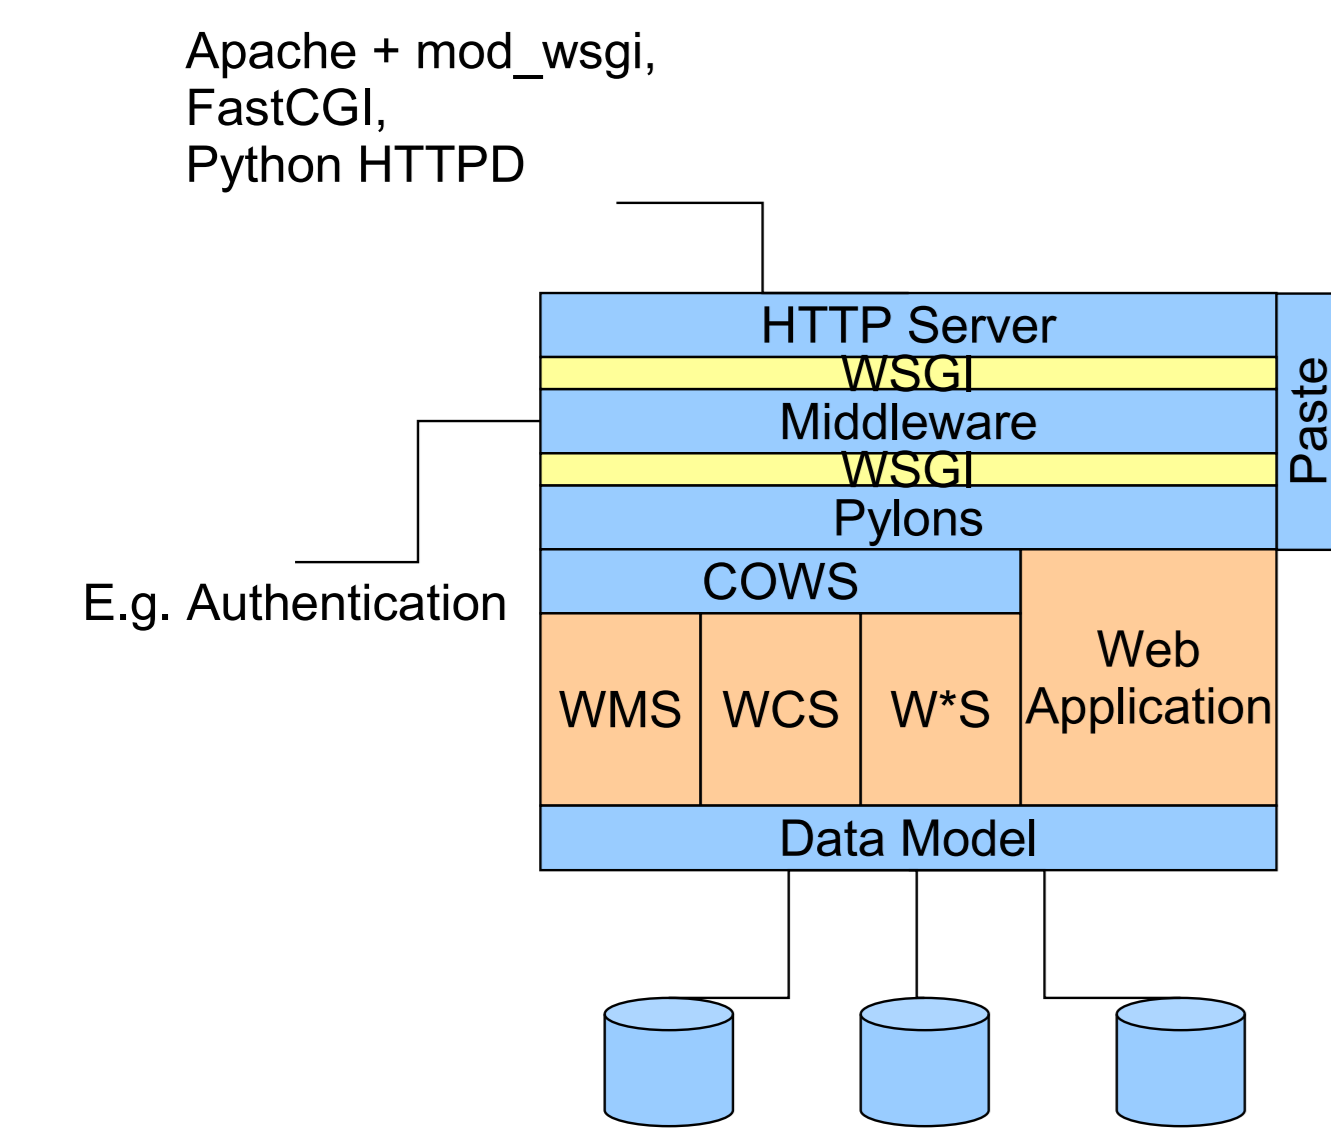 Apache + mod_wsgi,
FastCGI,
Python HTTPD
HTTP Server
WSGI
Middleware
WSGI
Pylons
Paste
E.g. Authentication
COWS
WMS
WCS
W*S
Web
Application
Data Model